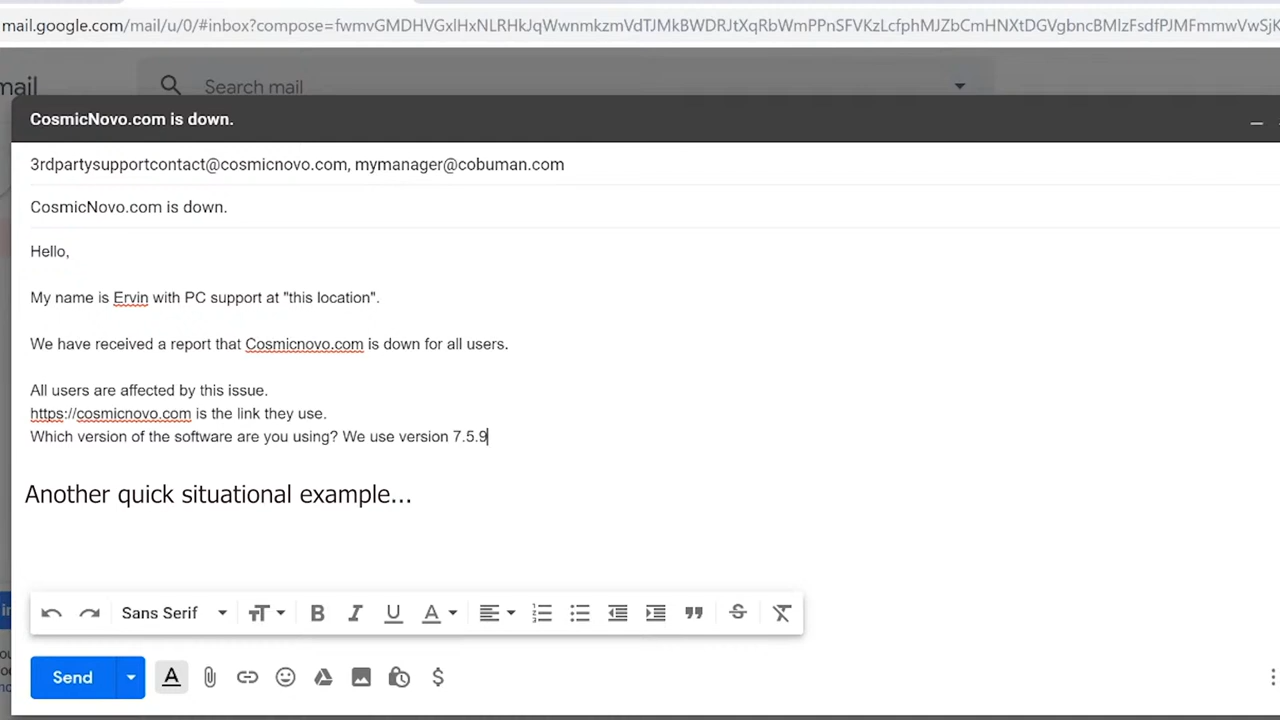 mail.google.com/mail/u/0/#inbox?compose=fwmvGMDHVGxlHxNLRHkJqWwnmkzmVdTJMkBWDRJtXqRbWmPPnSFVKzLcfphMJZbCmHNXtDGVgbncBMlzFsdfPJMFmmwVwSjK
mail
Search mail
CosmicNovo.com is down.
3rdpartysupportcontact@cosmicnovo.com, mymanager@cobuman.com
CosmicNovo.com is down.
Hello,
My name is Ervin with PC support at "this location".
We have received a report that Cosmicnovo.com is down for all users.
All users are affected by this issue.
https://cosmicnovo.com is the link they use.
Which version of the software are you using? We use version 7.5.9
Another quick situational example...
Sans Serif
Send